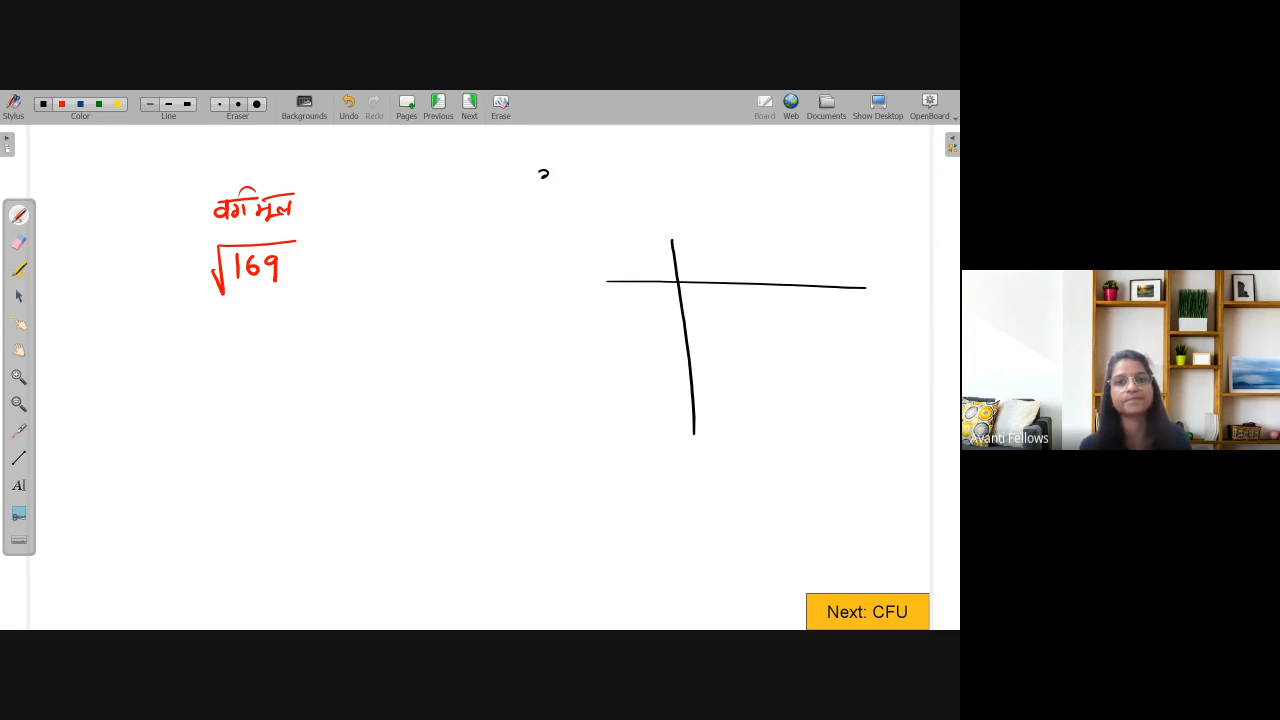 Stylus
Color
Line
Eraser
Backgrounds
Undo
Redo
Pages
Previous
Next
Erase
Board
Web
Documents
Show Desktop
OpenBoard
वर्ग मूल
√169
Avanti Fellows
Next: CFU